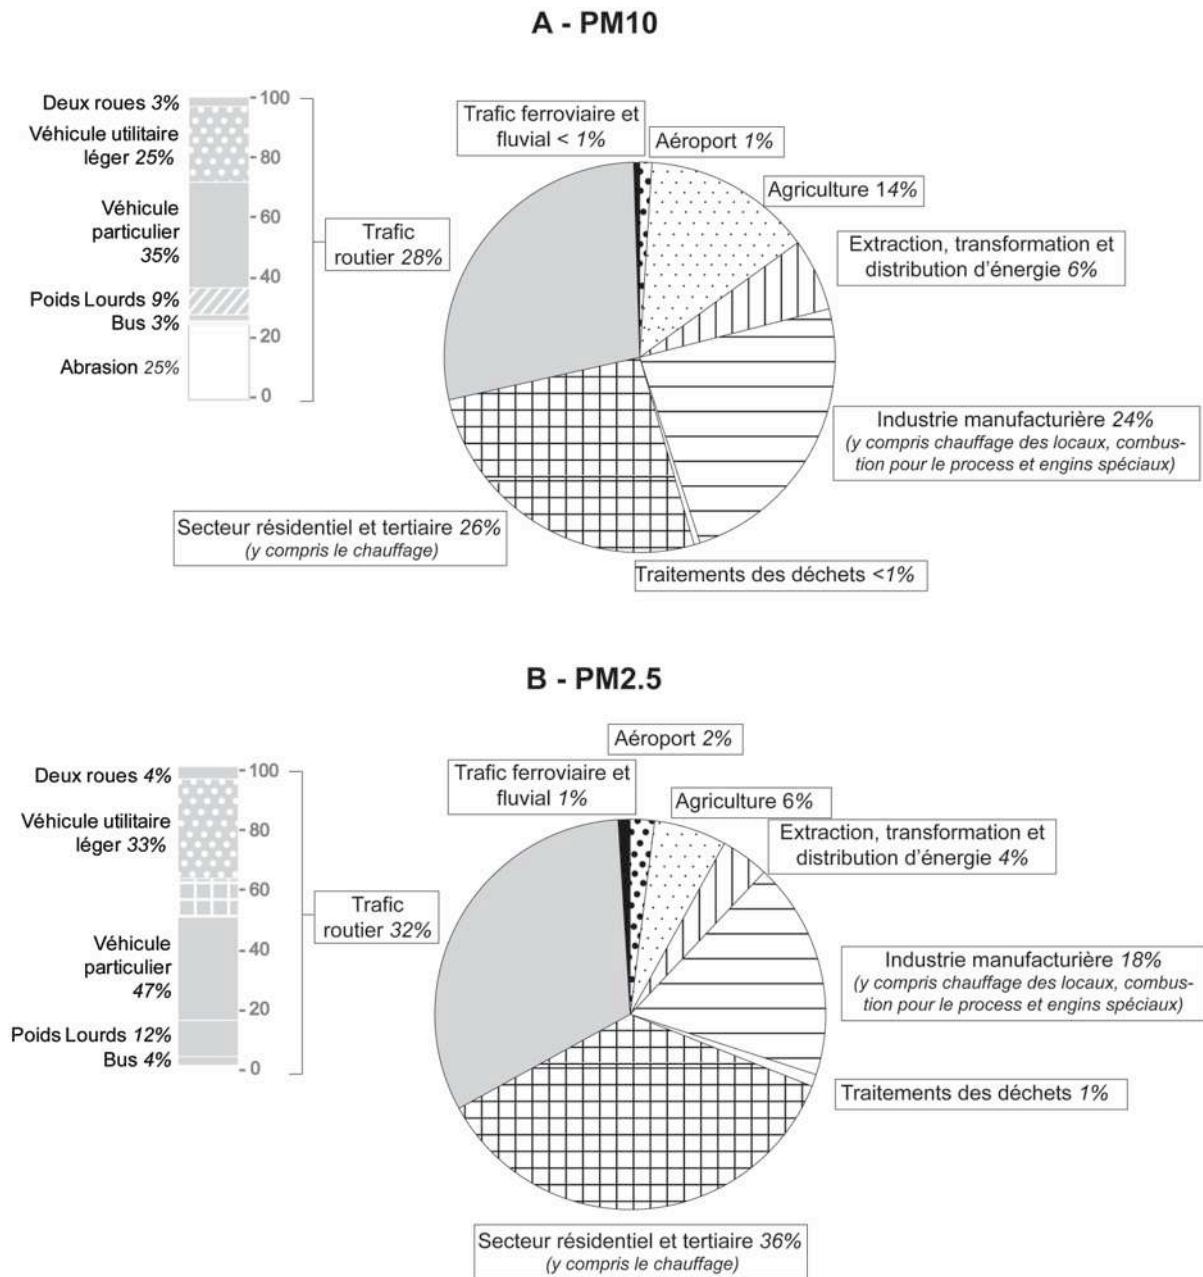 A - PM10
Deux roues 3%
Véhicule utilitaire
léger 25%
Véhicule
particulier
35%
Poids Lourds 9%
Bus 3%
Abrasion 25%
100
80
60
40
20
0
Trafic
routier 28%
Trafic ferroviaire et
fluvial < 1%
Aéroport 1%
Agriculture 14%
Extraction, transformation et
distribution d'énergie 6%
Industrie manufacturière 24%
(y compris chauffage des locaux, combus-
tion pour le process et engins spéciaux)
Secteur résidentiel et tertiaire 26%
(y compris le chauffage)
Traitements des déchets <1%
B - PM2.5
Deux roues 4%
Véhicule utilitaire
léger 33%
Véhicule
particulier
47%
Poids Lourds 12%
Bus 4%
100
80
60
40
20
0
Trafic
routier 32%
Aéroport 2%
Trafic ferroviaire et
fluvial 1%
Agriculture 6%
Extraction, transformation et
distribution d'énergie 4%
Industrie manufacturière 18%
(y compris chauffage des locaux, combus-
tion pour le process et engins spéciaux)
Traitements des déchets 1%
Secteur résidentiel et tertiaire 36%
(y compris le chauffage)